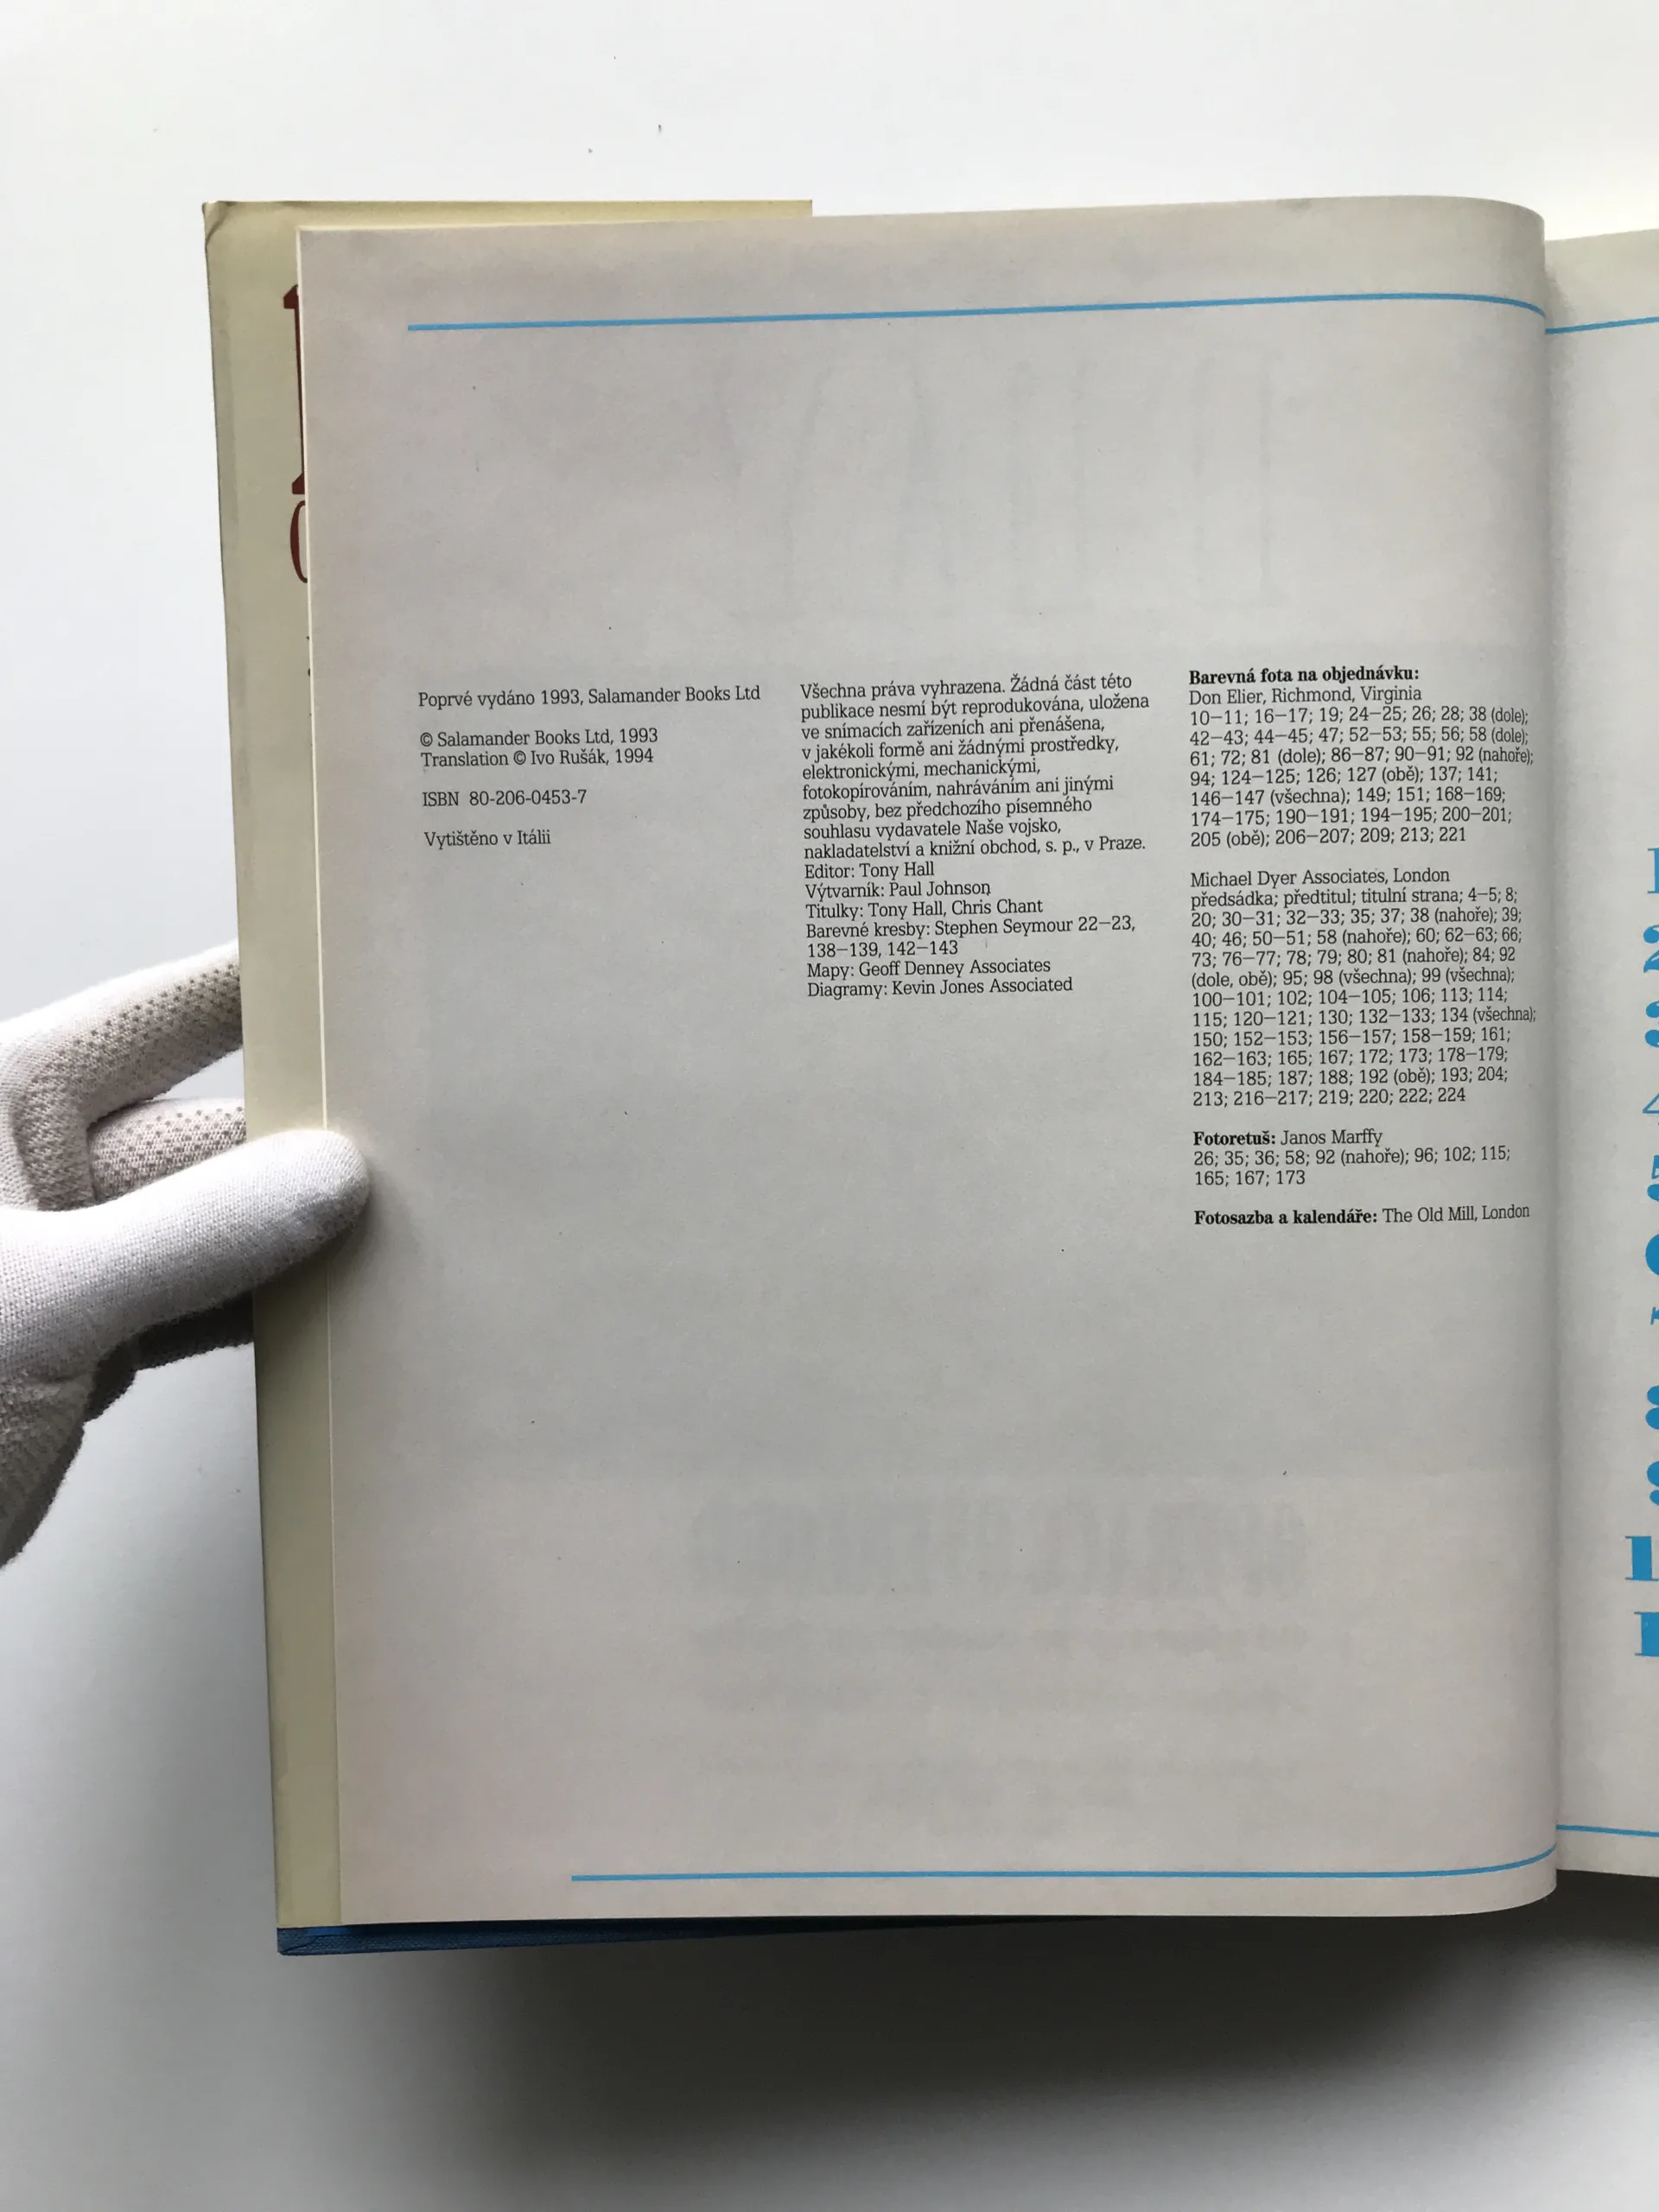 Poprvé vydáno 1993, Salamander Books Ltd
© Salamander Books Ltd, 1993
Translation © Ivo Rušák, 1994
ISBN 80-206-0453-7
Vytištěno v Itálii
Všechna práva vyhrazena. Žádná část této
publikace nesmí být reprodukována, uložena
ve snímacích zařízeních ani přenášena,
v jakékoli formě ani žádnými prostředky,
elektronickými, mechanickými,
fotokopírováním, nahráváním ani jinými
způsoby, bez předchozího písemného
souhlasu vydavatele Naše vojsko,
nakladatelství a knižní obchod, s. p., v Praze.
Editor: Tony Hall
Výtvarník: Paul Johnson
Titulky: Tony Hall, Chris Chant
Barevné kresby: Stephen Seymour 22—23,
138—139, 142—143
Mapy: Geoff Denney Associates
Diagramy: Kevin Jones Associated
Barevná fota na objednávku:
Don Elier, Richmond, Virginia
10—11; 16—17; 19; 24—25; 26; 28; 38 (dole);
42—43; 44—45; 47; 52—53; 55; 56; 58 (dole);
61; 72; 81 (dole); 86—87; 90—91; 92 (nahoře);
94; 124—125; 126; 127 (obě); 137; 141;
146—147 (všechna); 149; 151; 168—169;
174—175; 190—191; 194—195; 200—201;
205 (obě); 206—207; 209; 213; 221
Michael Dyer Associates, London
předsádka; předtitul; titulní strana; 4—5; 8;
20; 30—31; 32—33; 35; 37; 38 (nahoře); 39;
40; 46; 50—51; 58 (nahoře); 60; 62—63; 66;
73; 76—77; 78; 79; 80; 81 (nahoře); 84; 92
(dole, obě); 95; 98 (všechna); 99 (všechna);
100—101; 102; 104—105; 106; 113; 114;
115; 120—121; 130; 132—133; 134 (všechna);
150; 152—153; 156—157; 158—159; 161;
162—163; 165; 167; 172; 173; 178—179;
184—185; 187; 188; 192 (obě); 193; 204;
213; 216—217; 219; 220; 222; 224
Fotoretuš: Janos Marffy
26; 35; 36; 58; 92 (nahoře); 96; 102; 115;
165; 167; 173
Fotosazba a kalendáře: The Old Mill, London